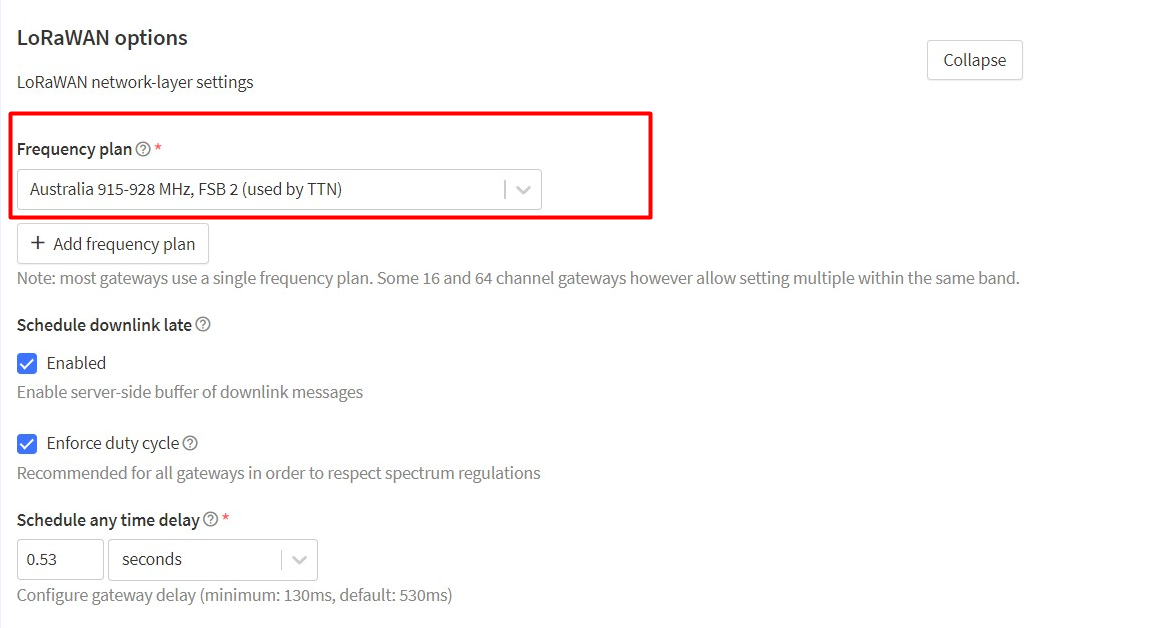 LoRaWAN options
Collapse
LoRaWAN network-layer settings
Frequency plan ? *
Australia 915-928 MHz, FSB 2 (used by TTN)
+ Add frequency plan
Note: most gateways use a single frequency plan. Some 16 and 64 channel gateways however allow setting multiple within the same band.
Schedule downlink late ?
Enabled
Enable server-side buffer of downlink messages
Enforce duty cycle ?
Recommended for all gateways in order to respect spectrum regulations
Schedule any time delay ? *
0.53 seconds
Configure gateway delay (minimum: 130ms, default: 530ms)